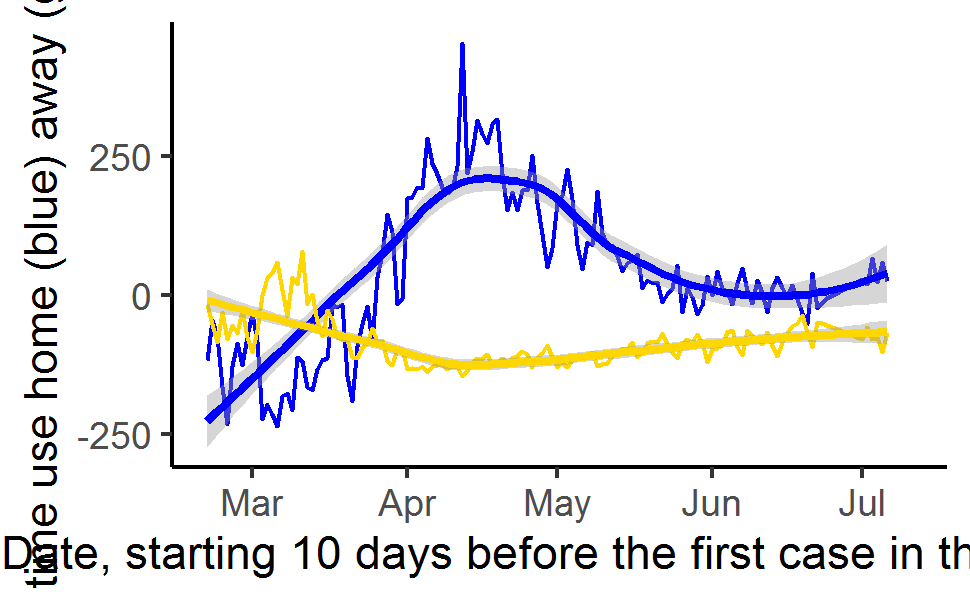 time use home (blue) away (
250
0
-250
Mar Apr May Jun Jul
Date, starting 10 days before the first case in th